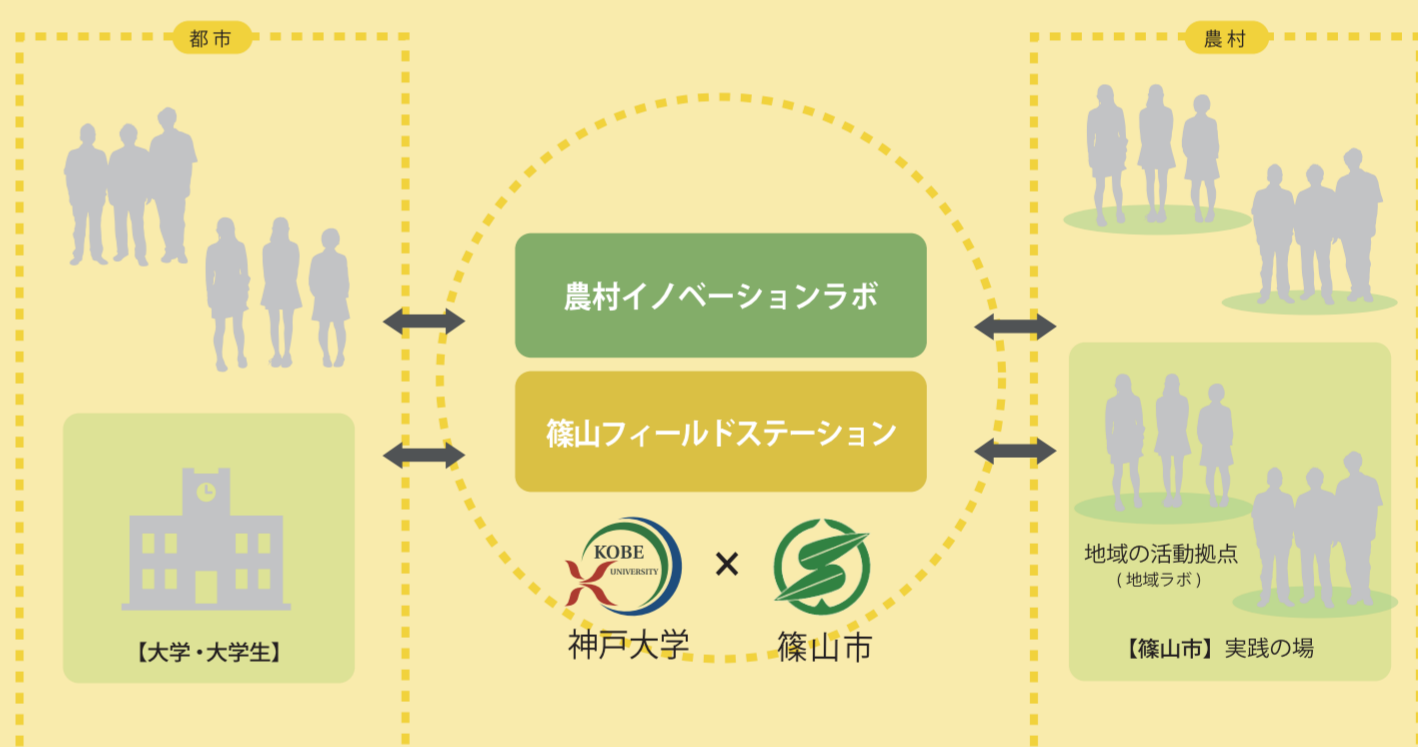 都市
農村
農村イノベーションラボ
篠山フィールドステーション
KOBE
UNIVERSITY
×
神戸大学
篠山市
【大学・大学生】
地域の活動拠点
（地域ラボ）
【篠山市】実践の場